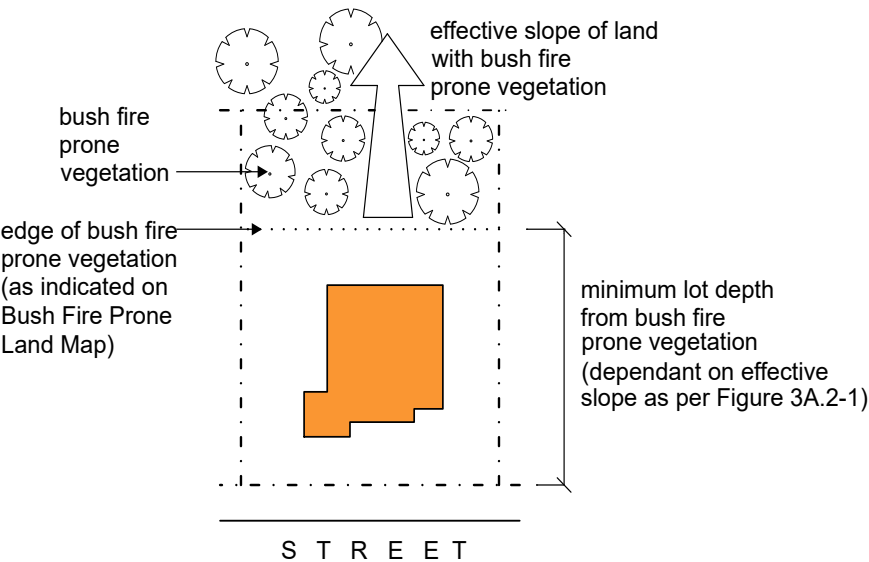 effective slope of land
with bush fire
prone vegetation
bush fire
prone
vegetation
edge of bush fire
prone vegetation
(as indicated on
Bush Fire Prone
Land Map)
minimum lot depth
from bush fire
prone vegetation
(dependant on effective
slope as per Figure 3A.2-1)
S T R E E T